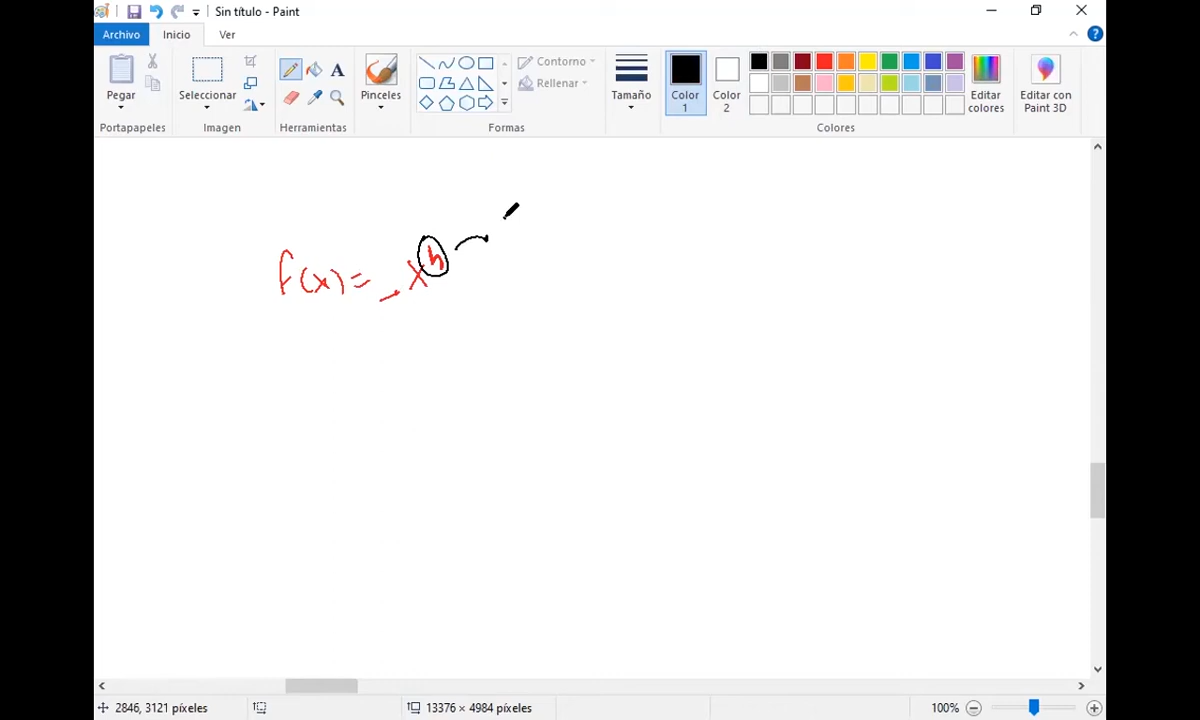 Sin título - Paint
Archivo Inicio Ver
Pegar Seleccionar A Pinceles Contorno Rellenar Tamaño Color 1 Color 2 Editar colores Editar con Paint 3D
Portapapeles Imagen Herramientas Formas Colores
f(x)= _x^n
2846, 3121 píxeles 13376 × 4984 píxeles 100%